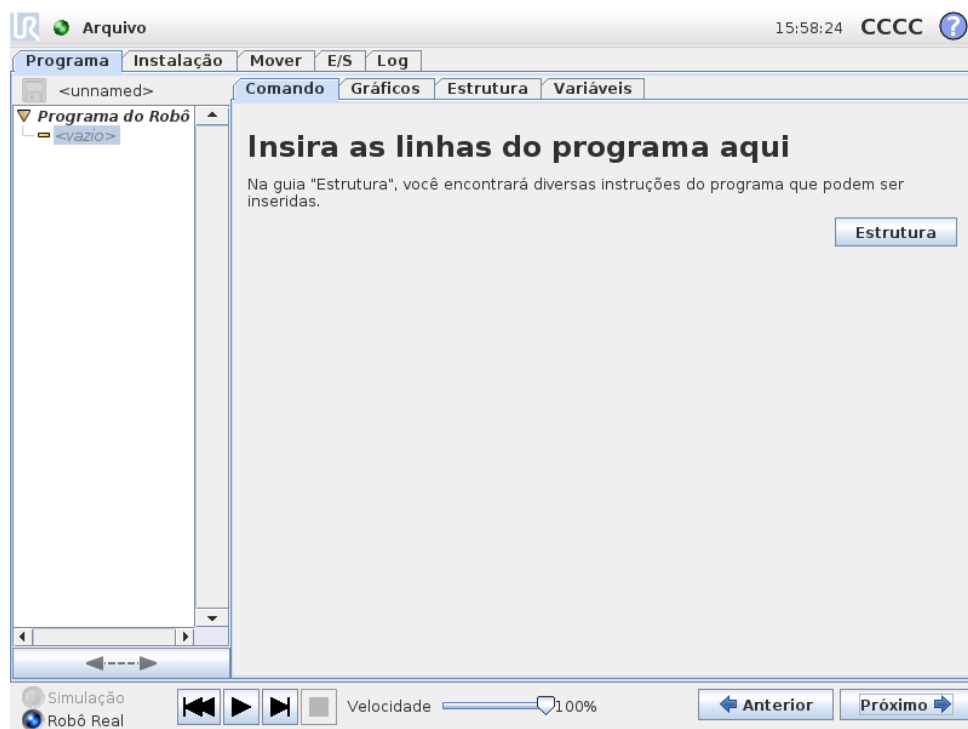 UR Arquivo 15:58:24 CCCC ?
Programa Instalação Mover E/S Log
<unnamed> Comando Gráficos Estrutura Variáveis
Programa do Robô
<vazio>
Insira as linhas do programa aqui
Na guia "Estrutura", você encontrará diversas instruções do programa que podem ser
inseridas.
Estrutura
Simulação
Robô Real
Velocidade 100%
Anterior
Próximo